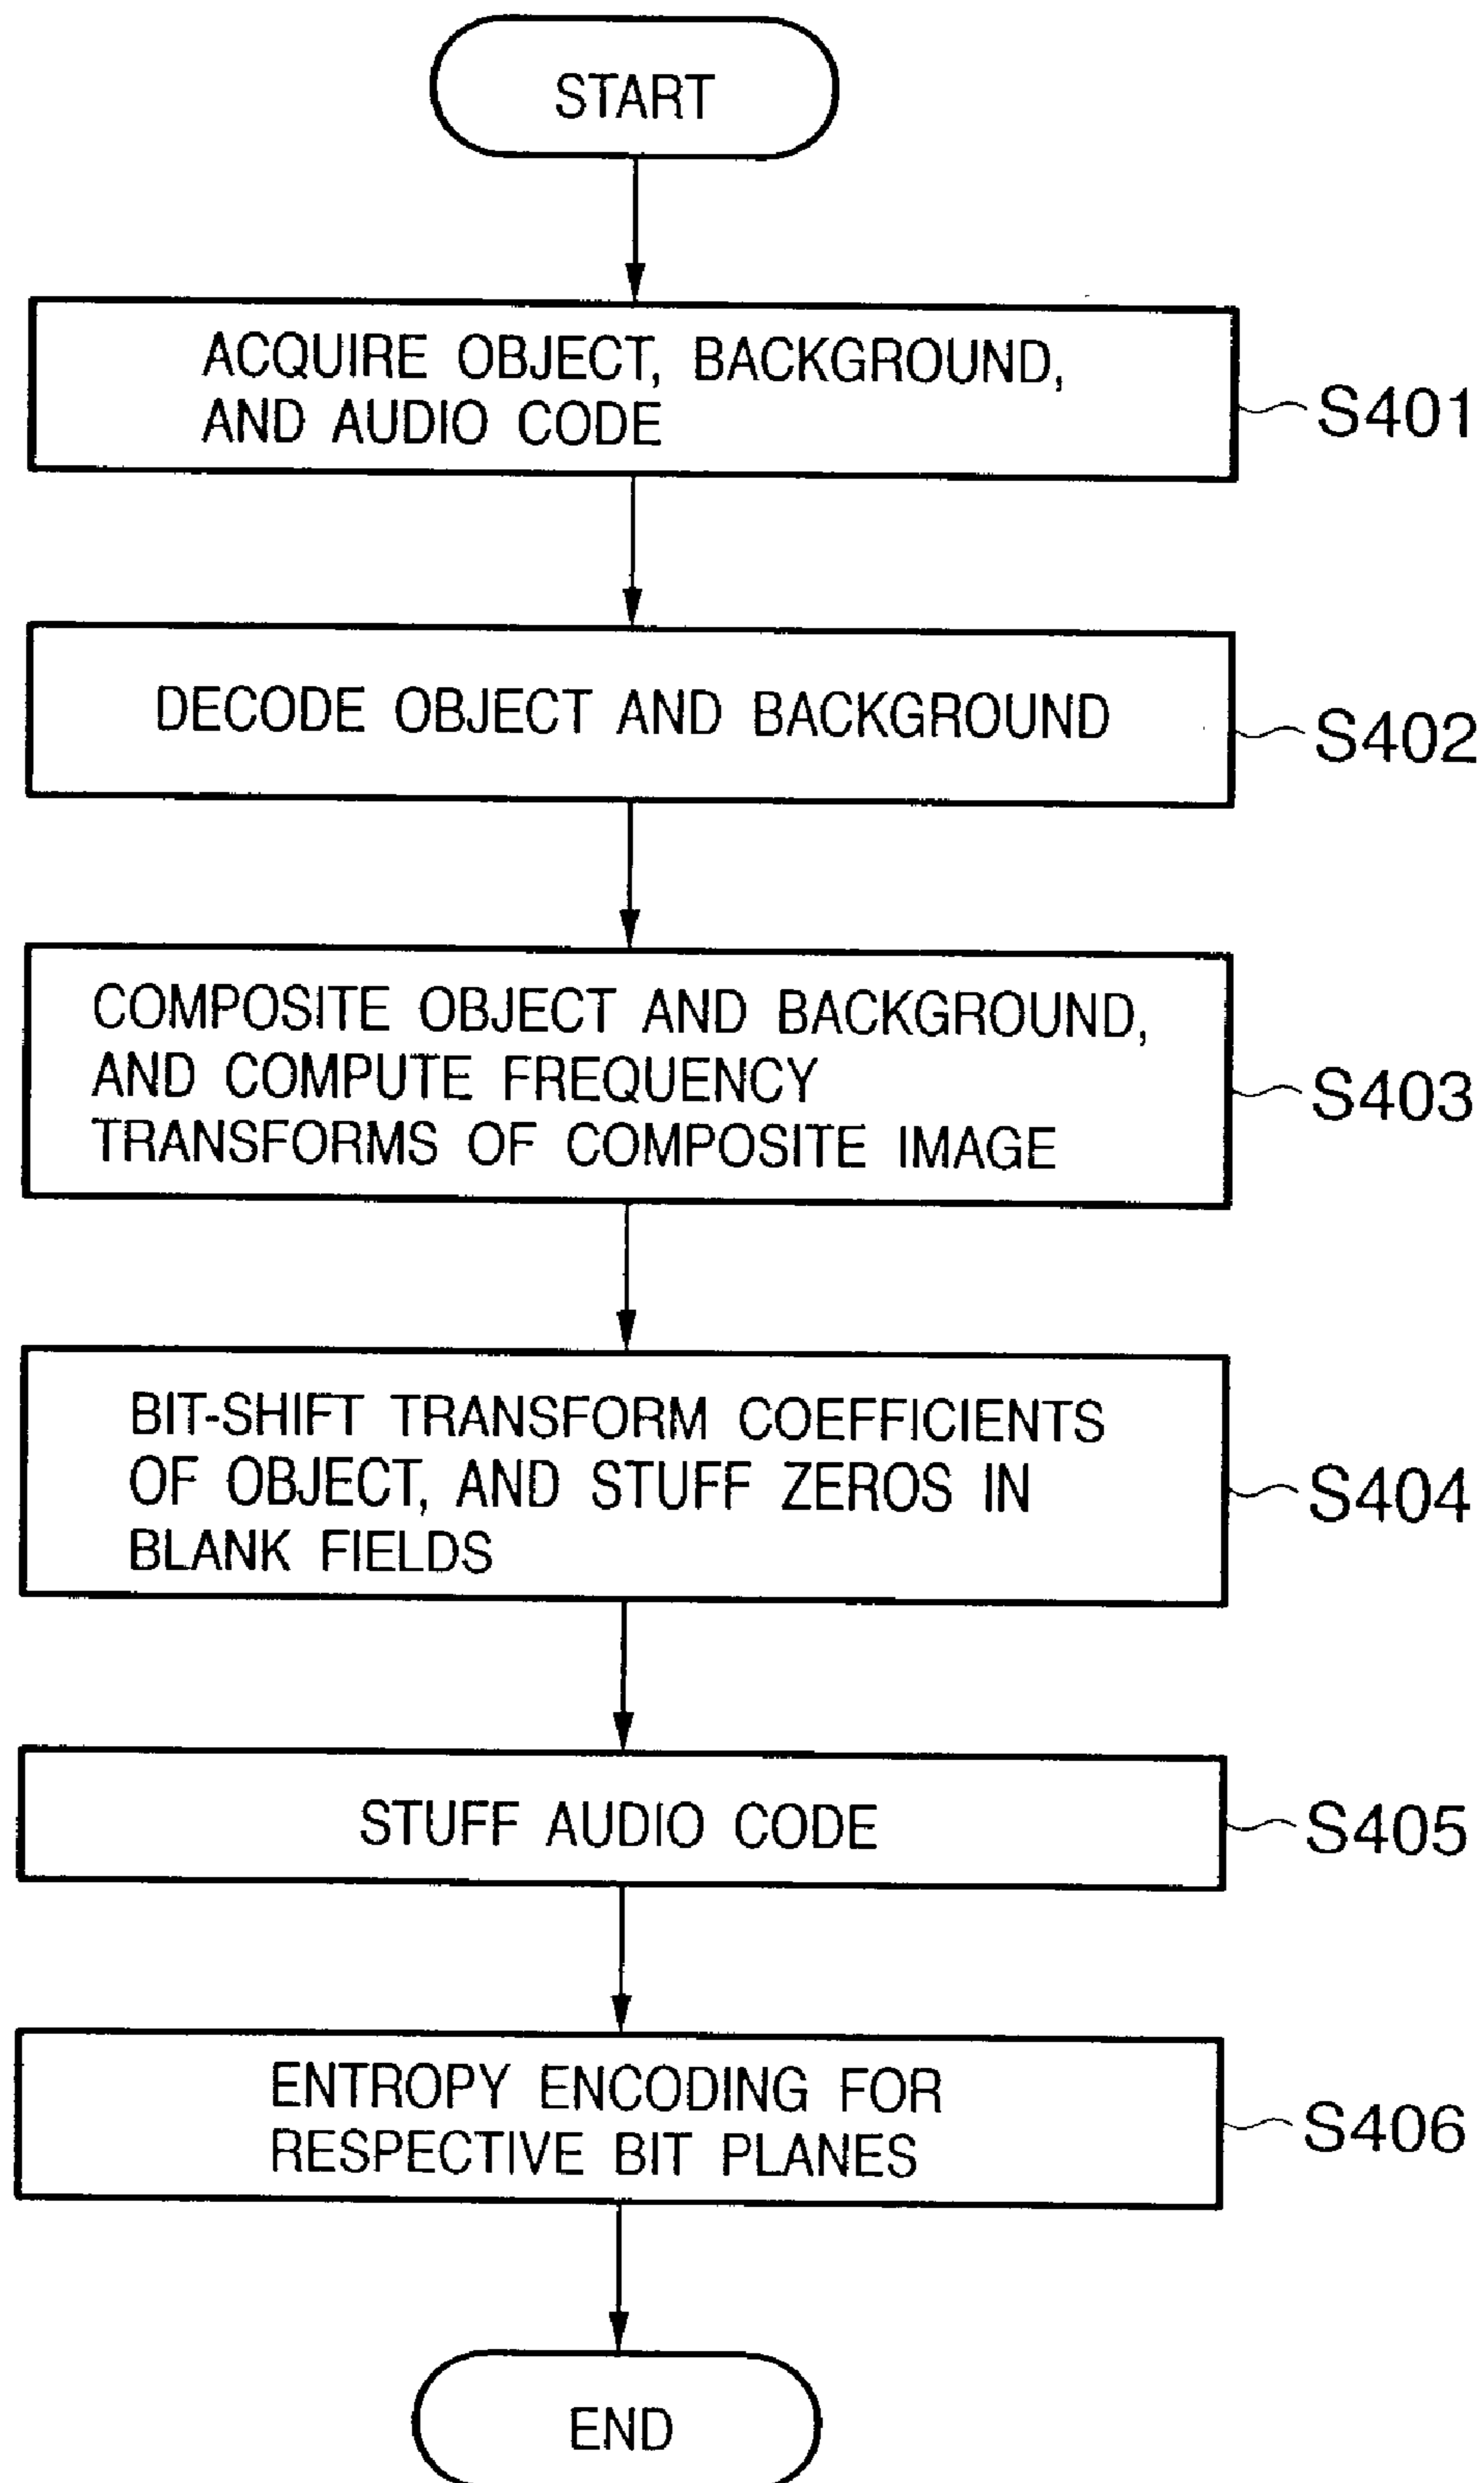 START
ACQUIRE OBJECT, BACKGROUND,
AND AUDIO CODE
S401
DECODE OBJECT AND BACKGROUND
S402
COMPOSITE OBJECT AND BACKGROUND,
AND COMPUTE FREQUENCY
TRANSFORMS OF COMPOSITE IMAGE
S403
BIT-SHIFT TRANSFORM COEFFICIENTS
OF OBJECT, AND STUFF ZEROS IN
BLANK FIELDS
S404
STUFF AUDIO CODE
S405
ENTROPY ENCODING FOR
RESPECTIVE BIT PLANES
S406
END